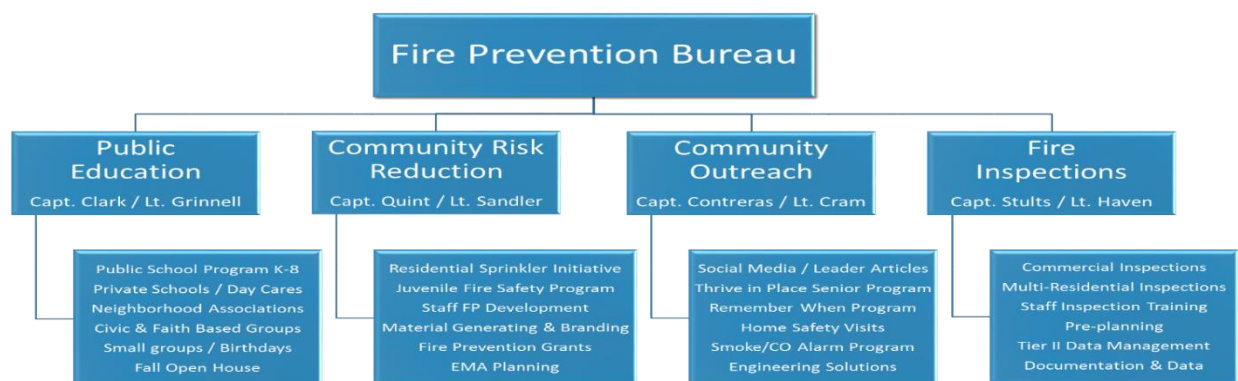 Fire Prevention Bureau
Public
Education
Capt. Clark / Lt. Grinnell
Community Risk
Reduction
Capt. Quint / Lt. Sandler
Community
Outreach
Capt. Contreras / Lt. Cram
Fire
Inspections
Capt. Stults / Lt. Haven
Public School Program K-8
Private Schools / Day Cares
Neighborhood Associations
Civic & Faith Based Groups
Small groups / Birthdays
Fall Open House
Residential Sprinkler Initiative
Juvenile Fire Safety Program
Staff FP Development
Material Generating & Branding
Fire Prevention Grants
EMA Planning
Social Media / Leader Articles
Thrive in Place Senior Program
Remember When Program
Home Safety Visits
Smoke/CO Alarm Program
Engineering Solutions
Commercial Inspections
Multi-Residential Inspections
Staff Inspection Training
Pre-planning
Tier II Data Management
Documentation & Data